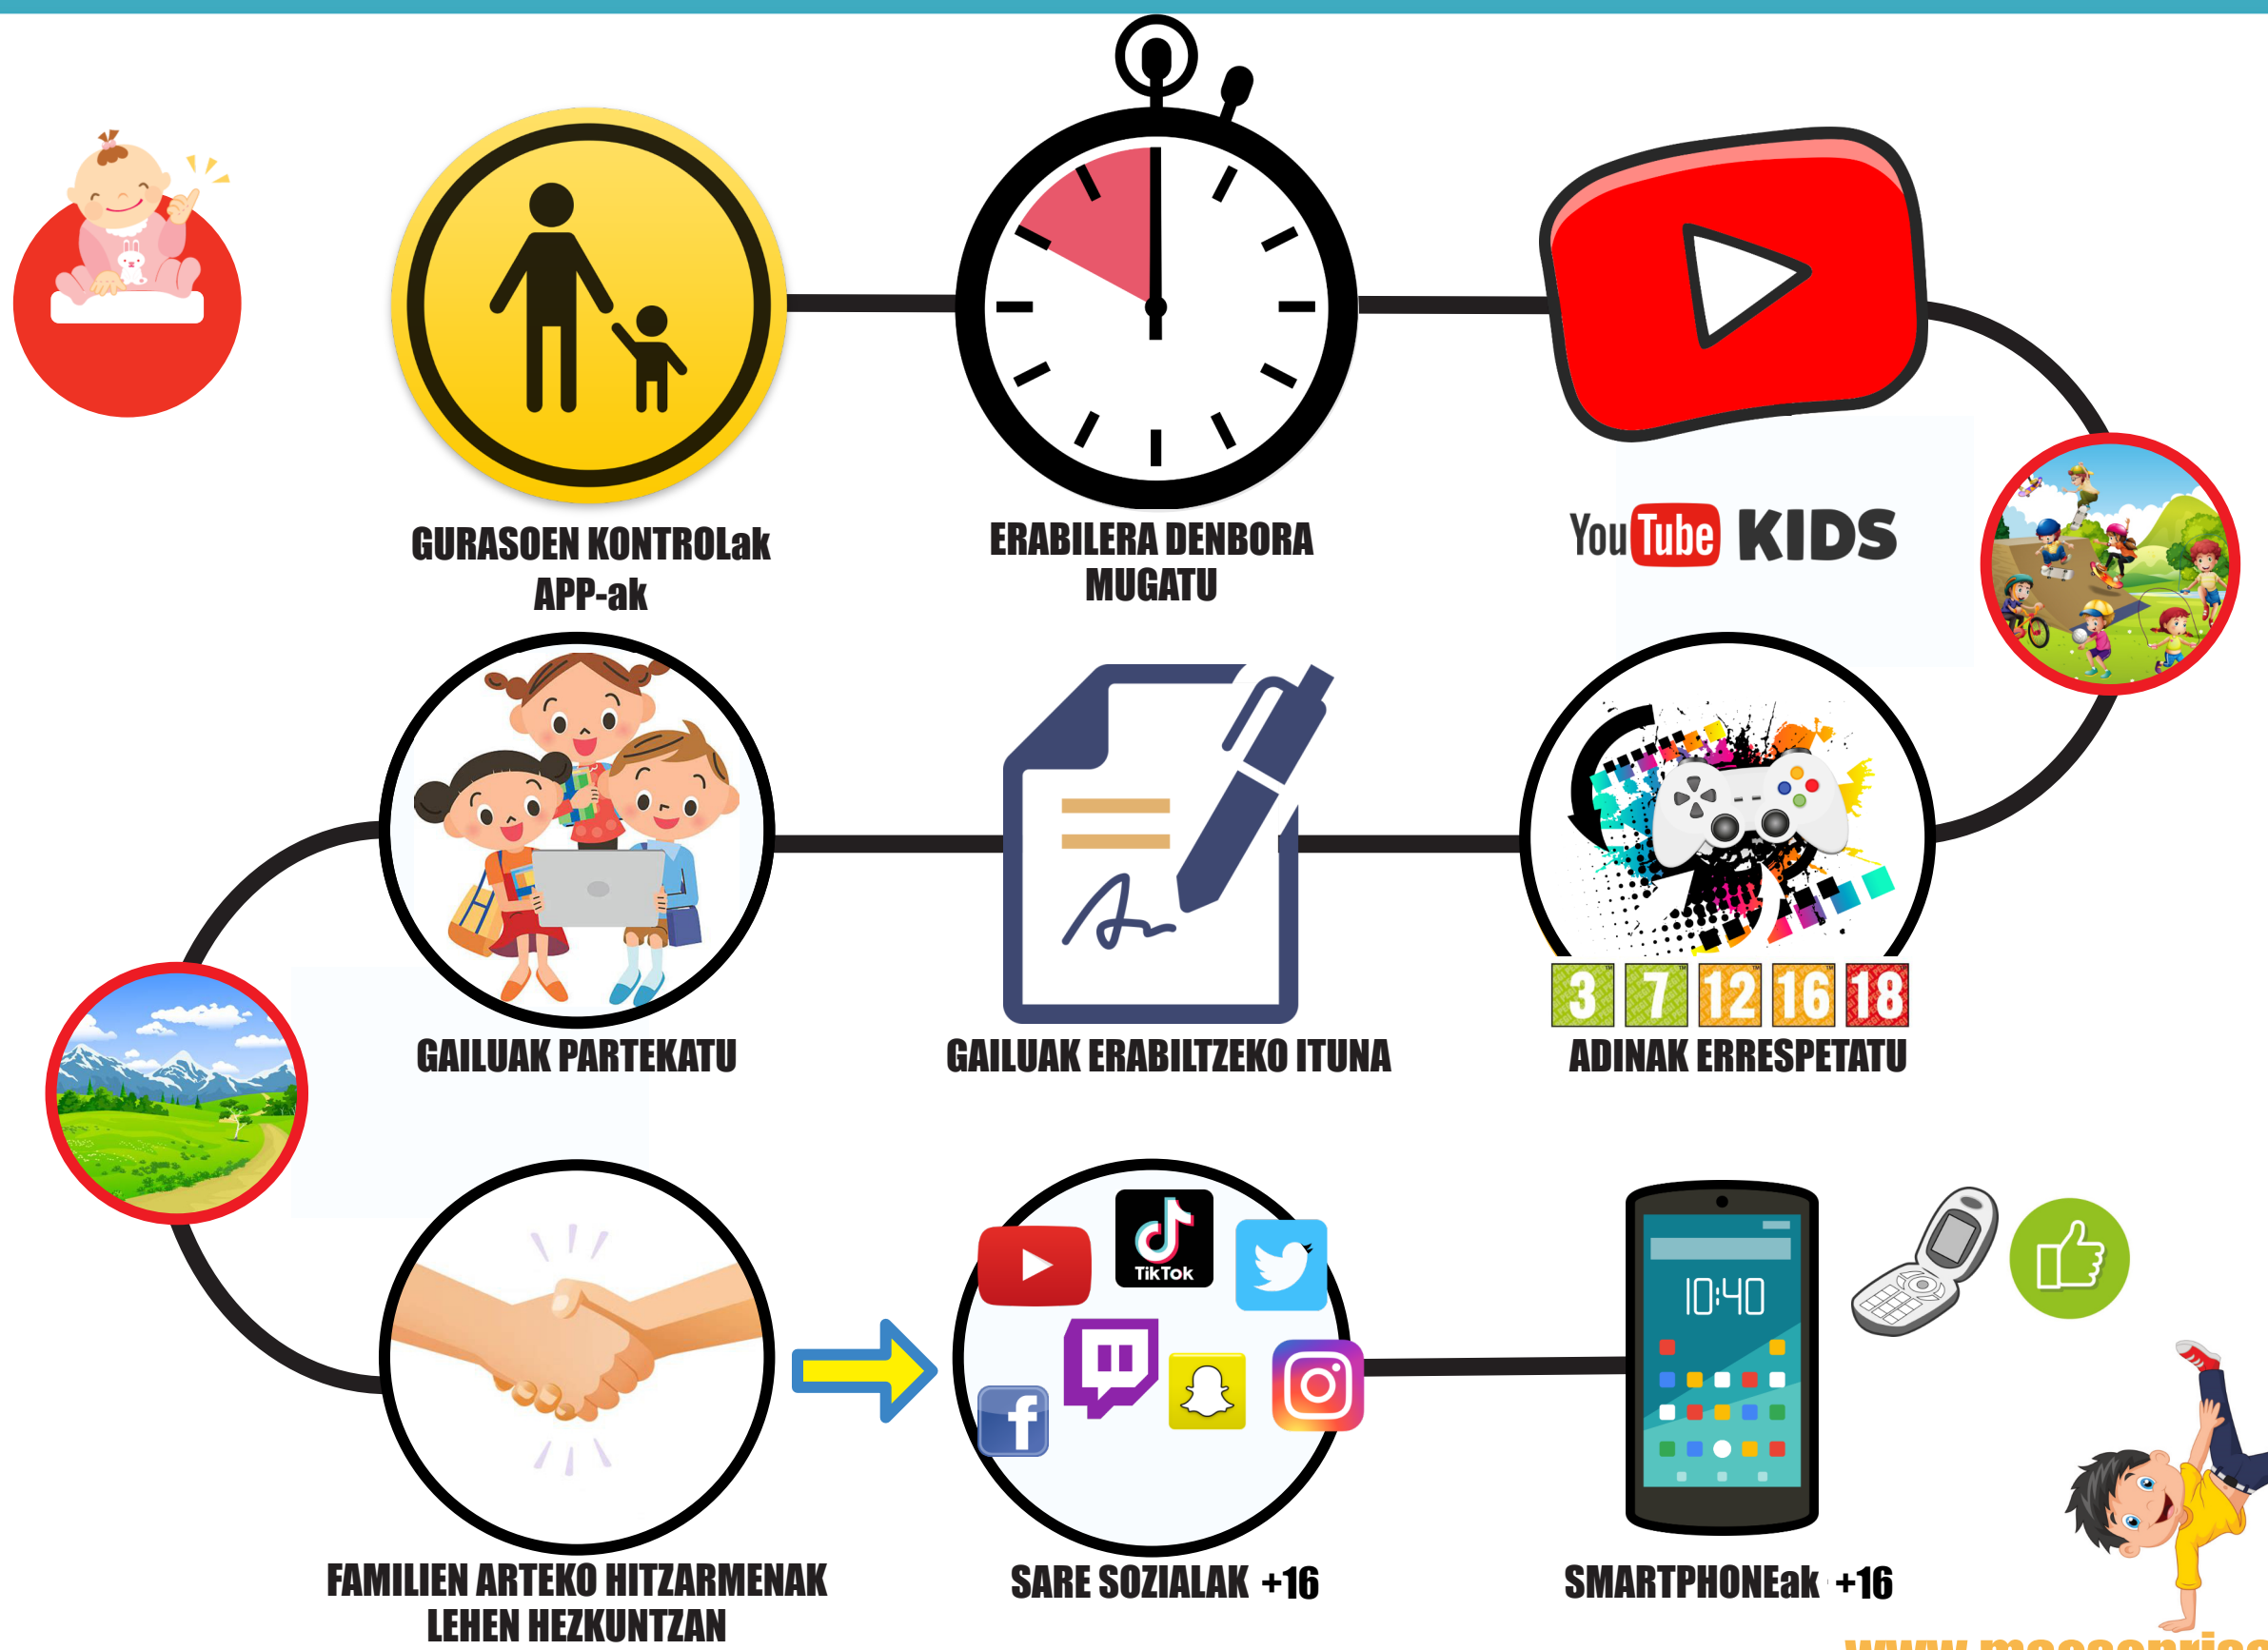 GURASOEN KONTROLak
APP-ak
ERABILERA DENBORA
MUGATU
YouTube KIDS
GAILUAK PARTEKATU
GAILUAK ERABILTZEKO ITUNA
3 7 12 16 18
ADINAK ERRESPETATU
TikTok
10:40
FAMILIEN ARTEKO HITZARMENAK
LEHEN HEZKUNTZAN
SARE SOZIALAK +16
SMARTPHONEak +16